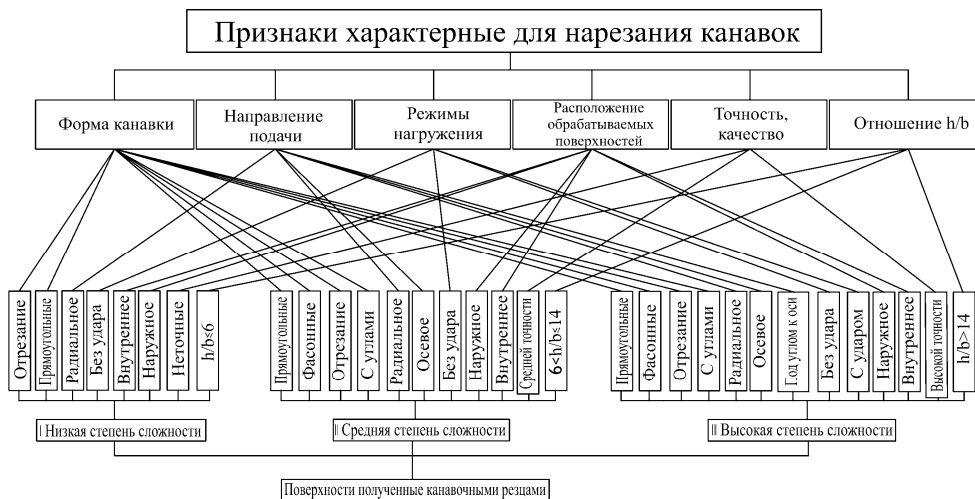 Признаки характерные для нарезания канавок
Форма канавки
Направление
подачи
Режимы
нагружения
Расположение
обрабатываемых
поверхностей
Точность,
качество
Отношение h/b
Отрезание
Прямоугольные
Радиальное
Без удара
Внутреннее
Наружное
Неточные
h/b≤6
Прямоугольные
Фасонные
Отрезание
С углами
Радиальное
Осевое
Без удара
Наружное
Внутреннее
Средней точности
6<h/b≤14
Прямоугольные
Фасонные
Отрезание
С углами
Радиальное
Осевое
Год углом к оси
Без удара
С ударом
Наружное
Внутреннее
Высокой точности
h/b>14
I Низкая степень сложности
II Средняя степень сложности
III Высокая степень сложности
Поверхности полученные канавочными резцами